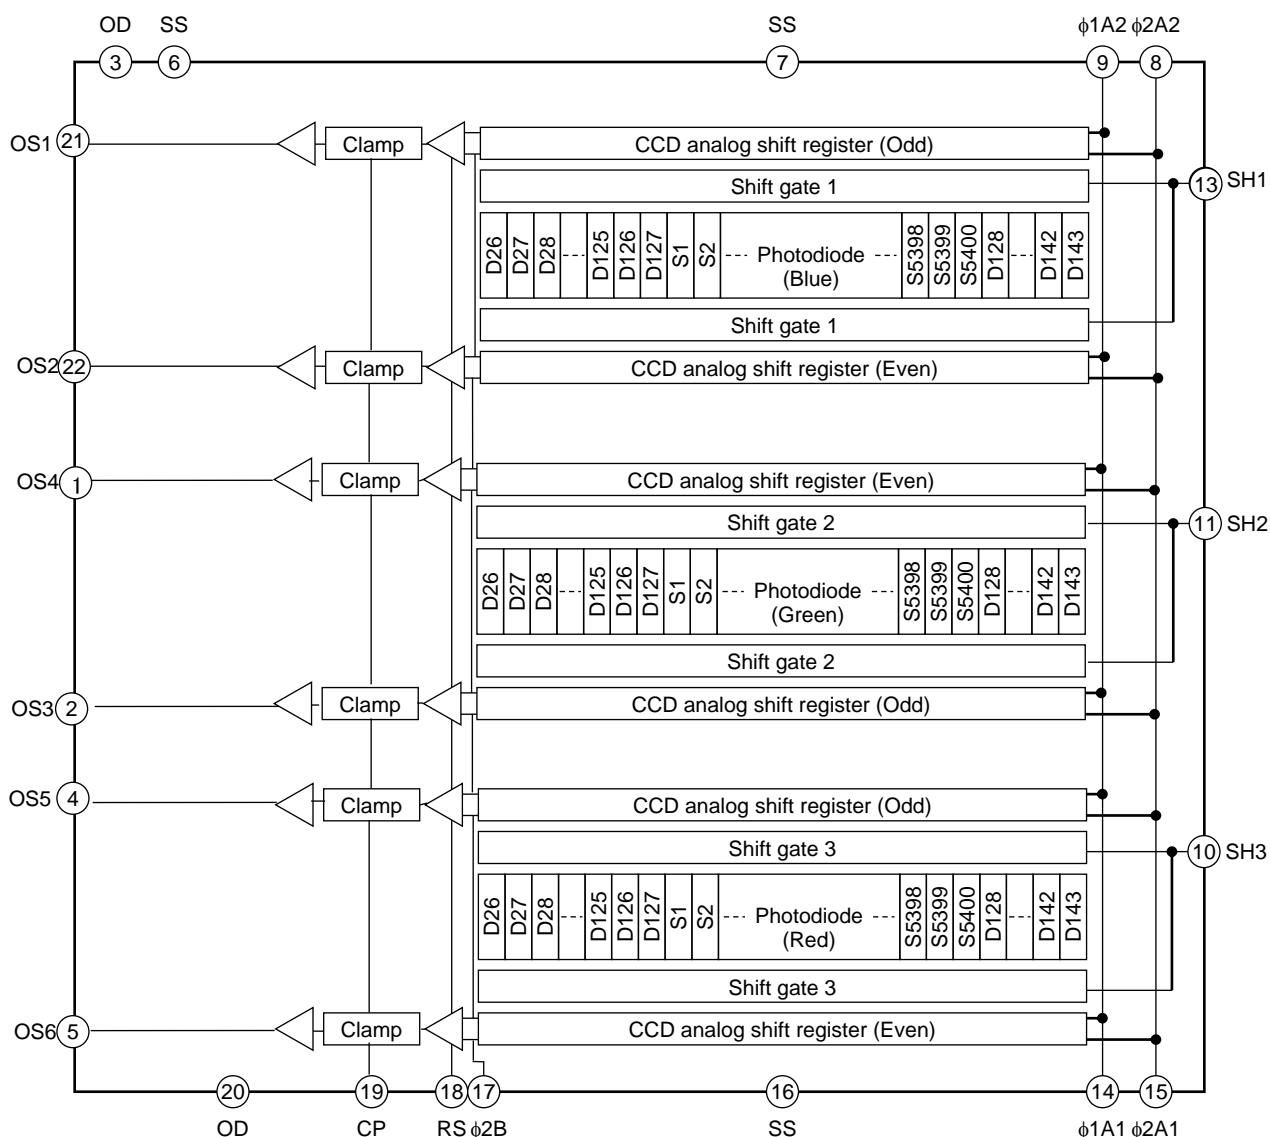 OD SS SS ϕ1A2 ϕ2A2
3 6 7 9 8
OS1 21 Clamp CCD analog shift register (Odd)
Shift gate 1 13 SH1
D26 D27 D28 D125 D126 D127 S1 S2 Photodiode (Blue) S5398 S5399 S5400 D128 D142 D143
Shift gate 1
OS2 22 Clamp CCD analog shift register (Even)
OS4 1 Clamp CCD analog shift register (Even)
Shift gate 2 11 SH2
D26 D27 D28 D125 D126 D127 S1 S2 Photodiode (Green) S5398 S5399 S5400 D128 D142 D143
Shift gate 2
OS3 2 Clamp CCD analog shift register (Odd)
OS5 4 Clamp CCD analog shift register (Odd)
Shift gate 3 10 SH3
D26 D27 D28 D125 D126 D127 S1 S2 Photodiode (Red) S5398 S5399 S5400 D128 D142 D143
Shift gate 3
OS6 5 Clamp CCD analog shift register (Even)
20 19 18 17 16 14 15
OD CP RS ϕ2B SS ϕ1A1 ϕ2A1